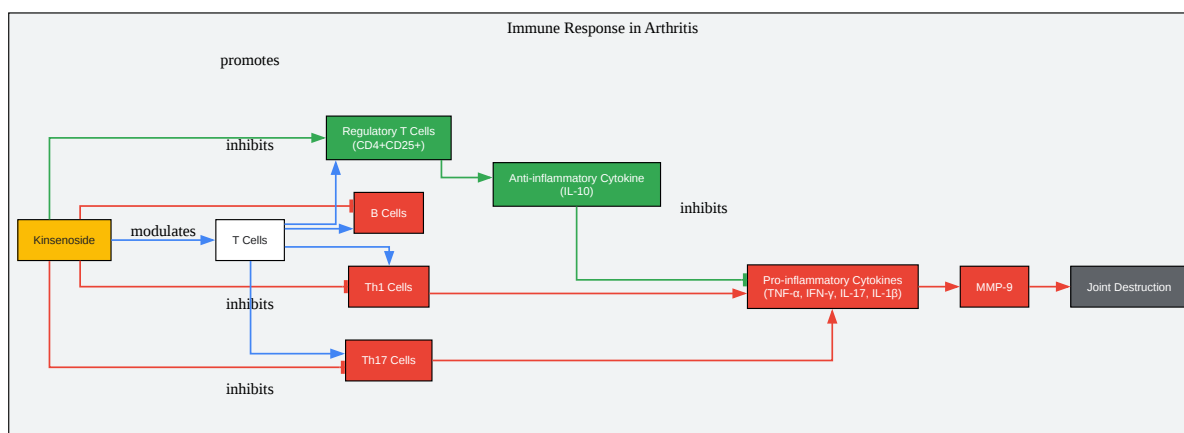 Immune Response in Arthritis
promotes
Regulatory T Cells
(CD4+CD25+)
inhibits
Anti-inflammatory Cytokine
(IL-10)
B Cells
inhibits
Kinsenoside
modulates
T Cells
Th1 Cells
Pro-inflammatory Cytokines
(TNF-α, IFN-γ, IL-17, IL-1β)
MMP-9
Joint Destruction
inhibits
Th17 Cells
inhibits